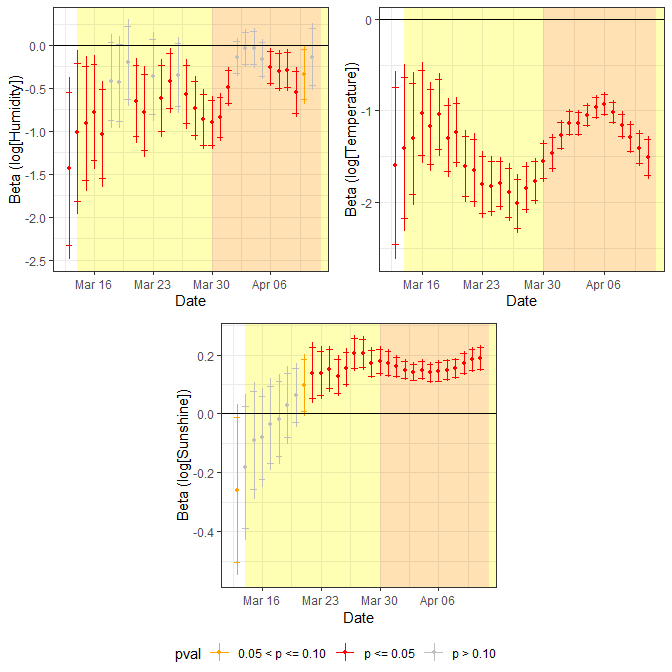 Beta (log[Humidity])
0.0
-0.5
-1.0
-1.5
-2.0
-2.5
Mar 16 Mar 23 Mar 30 Apr 06
Date
Beta (log[Temperature])
0
-1
-2
Mar 16 Mar 23 Mar 30 Apr 06
Date
Beta (log[Sunshine])
0.2
0.0
-0.2
-0.4
Mar 16 Mar 23 Mar 30 Apr 06
Date
pval 0.05 < p <= 0.10 p <= 0.05 p > 0.10